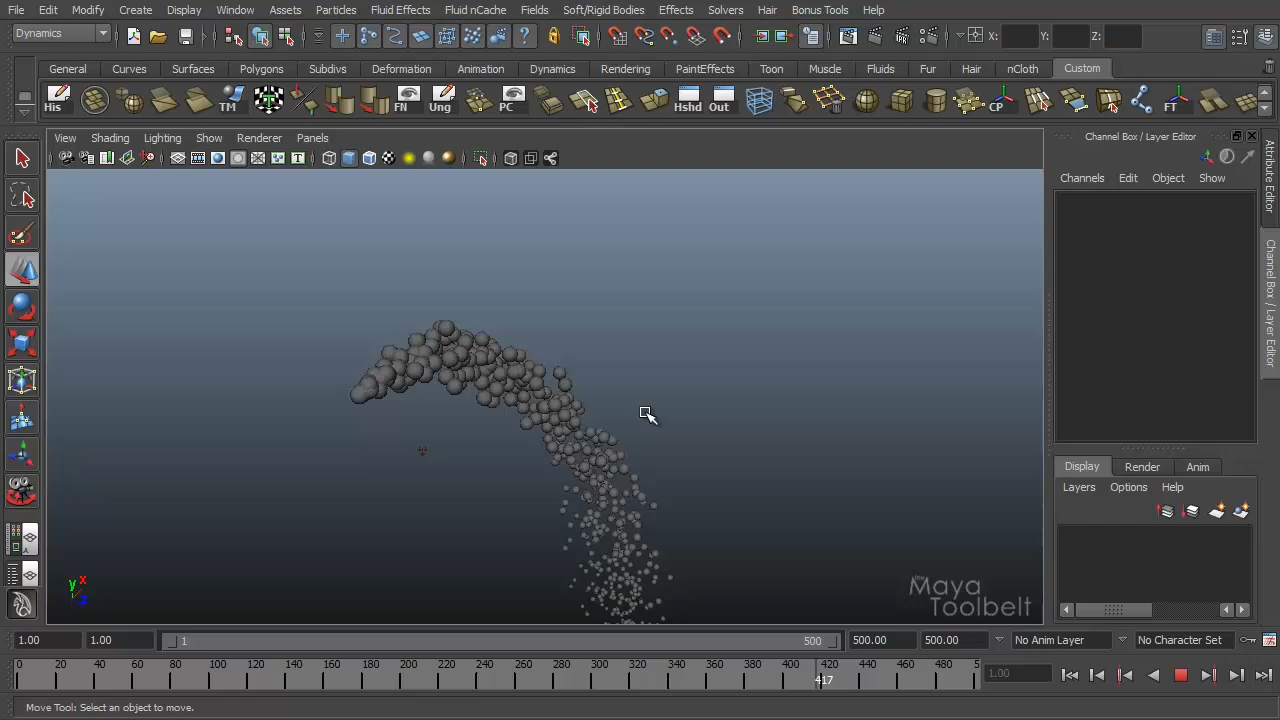 File Edit Modify Create Display Window Assets Particles Fluid Effects Fluid nCache Fields Soft/Rigid Bodies Effects Solvers Hair Bonus Tools Help
Dynamics X: Y: Z:
General Curves Surfaces Polygons Subdivs Deformation Animation Dynamics Rendering PaintEffects Toon Muscle Fluids Fur Hair nCloth Custom
His TM FN Ung PC Hshd Out CP FT
View Shading Lighting Show Renderer Panels
Channel Box / Layer Editor
Channels Edit Object Show
Attribute Editor
Channel Box / Layer Editor
Display Render Anim
Layers Options Help
y x
z
the
Maya
Toolbelt
1.00 1.00 1 500 500.00 500.00 No Anim Layer No Character Set
0 20 40 60 80 100 120 140 160 180 200 220 240 260 280 300 320 340 360 380 400 420 440 460 480 5
417 1.00
Move Tool: Select an object to move.